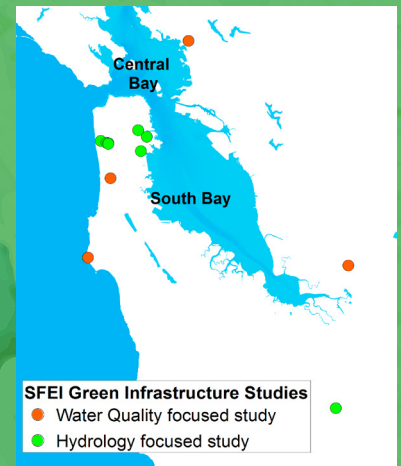 Central
Bay
South Bay
SFEI Green Infrastructure Studies
Water Quality focused study
Hydrology focused study